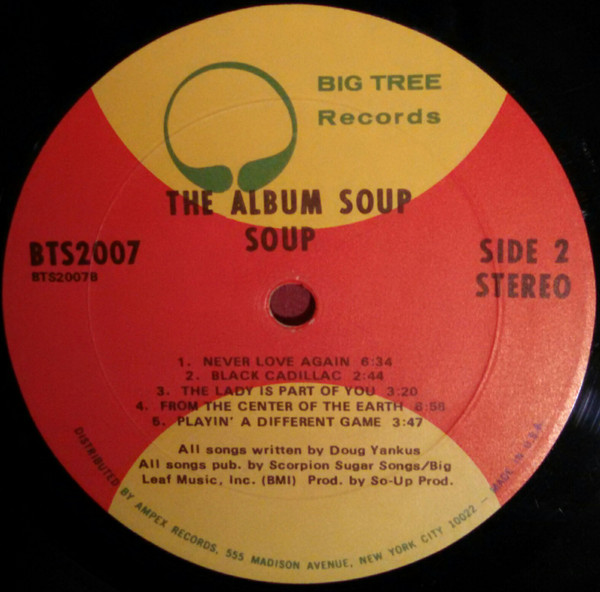 BIG TREE
Records
THE ALBUM SOUP
SOUP
BTS2007
BTS2007B
SIDE 2
STEREO
1. NEVER LOVE AGAIN 6:34
2. BLACK CADILLAC 2:44
3. THE LADY IS PART OF YOU 3:20
4. FROM THE CENTER OF THE EARTH 6:58
5. PLAYIN' A DIFFERENT GAME 3:47
All songs written by Doug Yankus
All songs pub. by Scorpion Sugar Songs/Big
Leaf Music, Inc. (BMI) Prod. by So-Up Prod.
DISTRIBUTED BY AMPEX RECORDS, 555 MADISON AVENUE, NEW YORK CITY 10022 - MADE IN U.S.A.